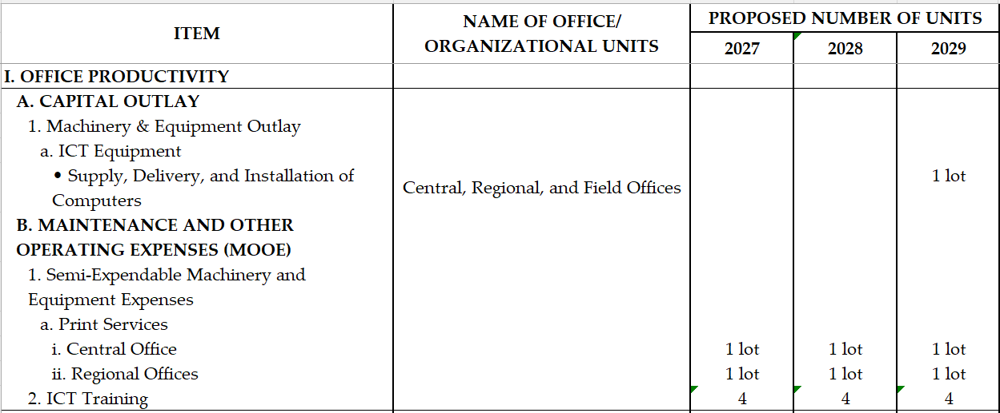 ITEM
NAME OF OFFICE/
ORGANIZATIONAL UNITS
PROPOSED NUMBER OF UNITS
2027 2028 2029
I. OFFICE PRODUCTIVITY
A. CAPITAL OUTLAY
1. Machinery & Equipment Outlay
a. ICT Equipment
• Supply, Delivery, and Installation of 1 lot
Computers
Central, Regional, and Field Offices
B. MAINTENANCE AND OTHER
OPERATING EXPENSES (MOOE)
1. Semi-Expendable Machinery and
Equipment Expenses
a. Print Services
i. Central Office 1 lot 1 lot 1 lot
ii. Regional Offices 1 lot 1 lot 1 lot
2. ICT Training 4 4 4